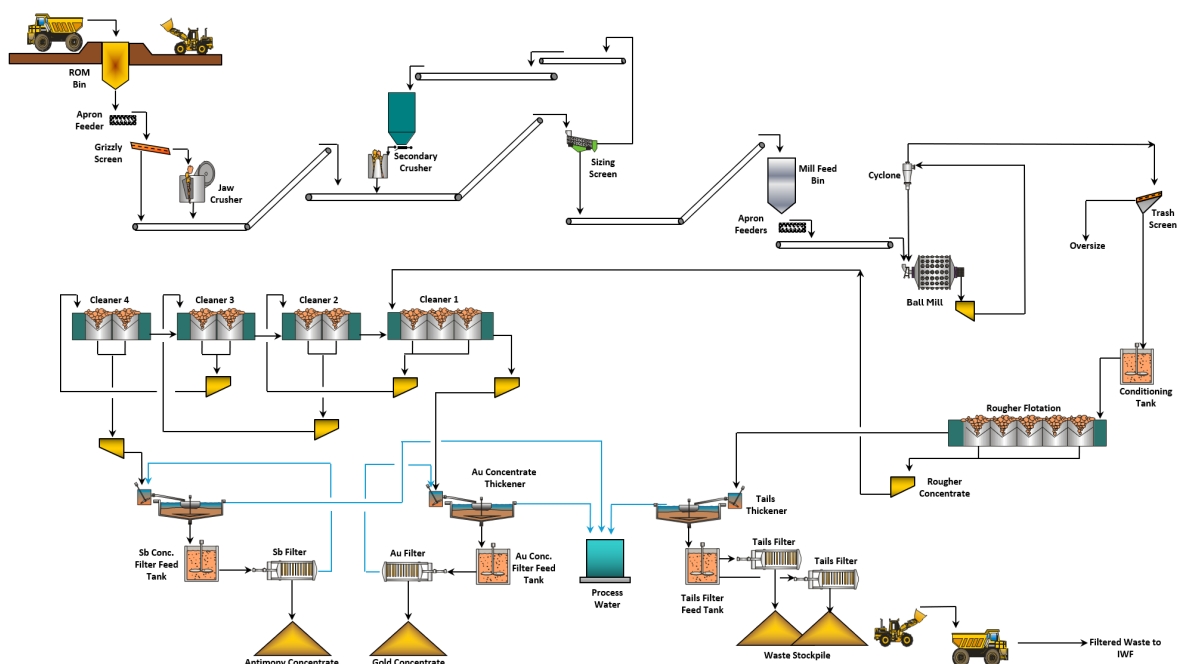 ROM
Bin
Apron
Feeder
Grizzly
Screen
Jaw
Crusher
Secondary
Crusher
Sizing
Screen
Mill Feed
Bin
Apron
Feeders
Cyclone
Ball Mill
Trash
Screen
Oversize
Cleaner 4
Cleaner 3
Cleaner 2
Cleaner 1
Conditioning
Tank
Rougher Flotation
Rougher
Concentrate
Au Concentrate
Thickener
Tails
Thickener
Sb Conc.
Filter Feed
Tank
Sb Filter
Au Filter
Au Conc.
Filter Feed
Tank
Process
Water
Tails Filter
Feed Tank
Tails Filter
Tails Filter
Antimony Concentrate
Gold Concentrate
Waste Stockpile
Filtered Waste to
IWF